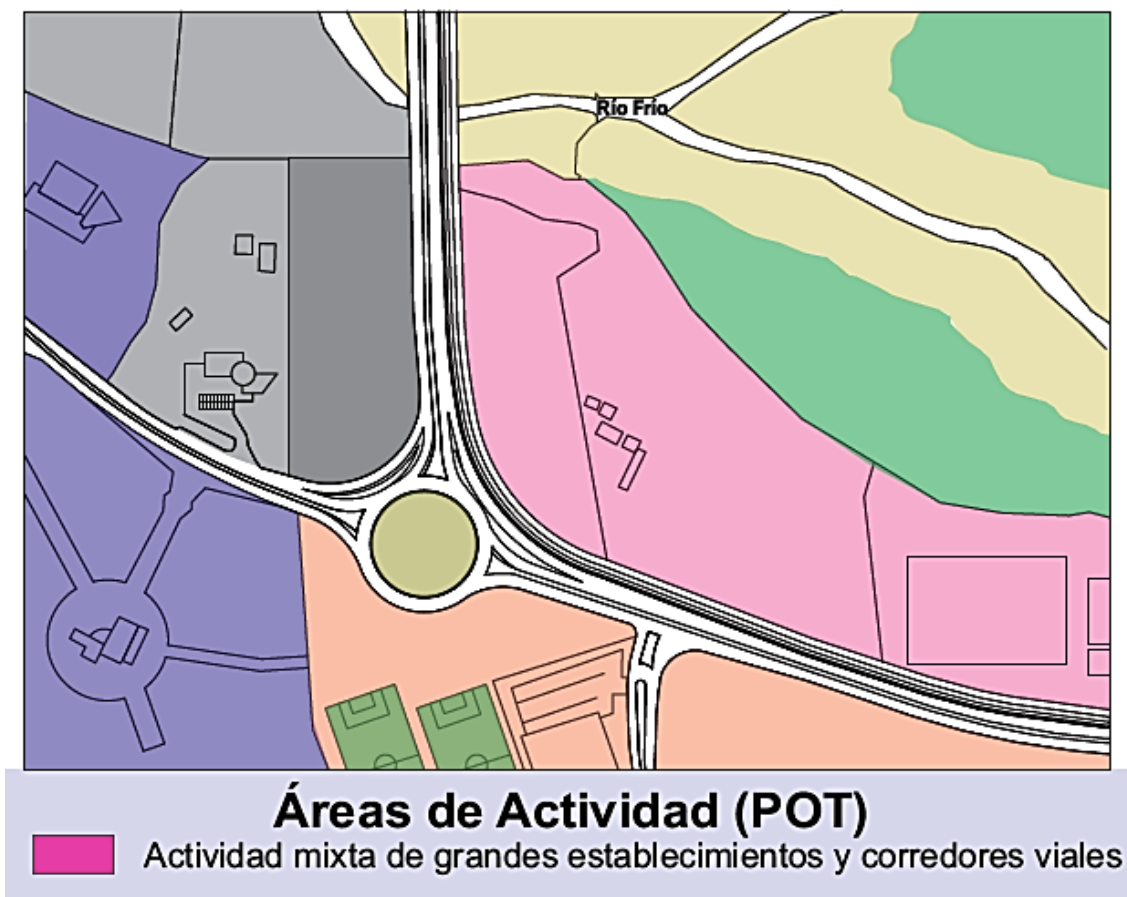 Río Frío
Áreas de Actividad (POT)
Actividad mixta de grandes establecimientos y corredores viales